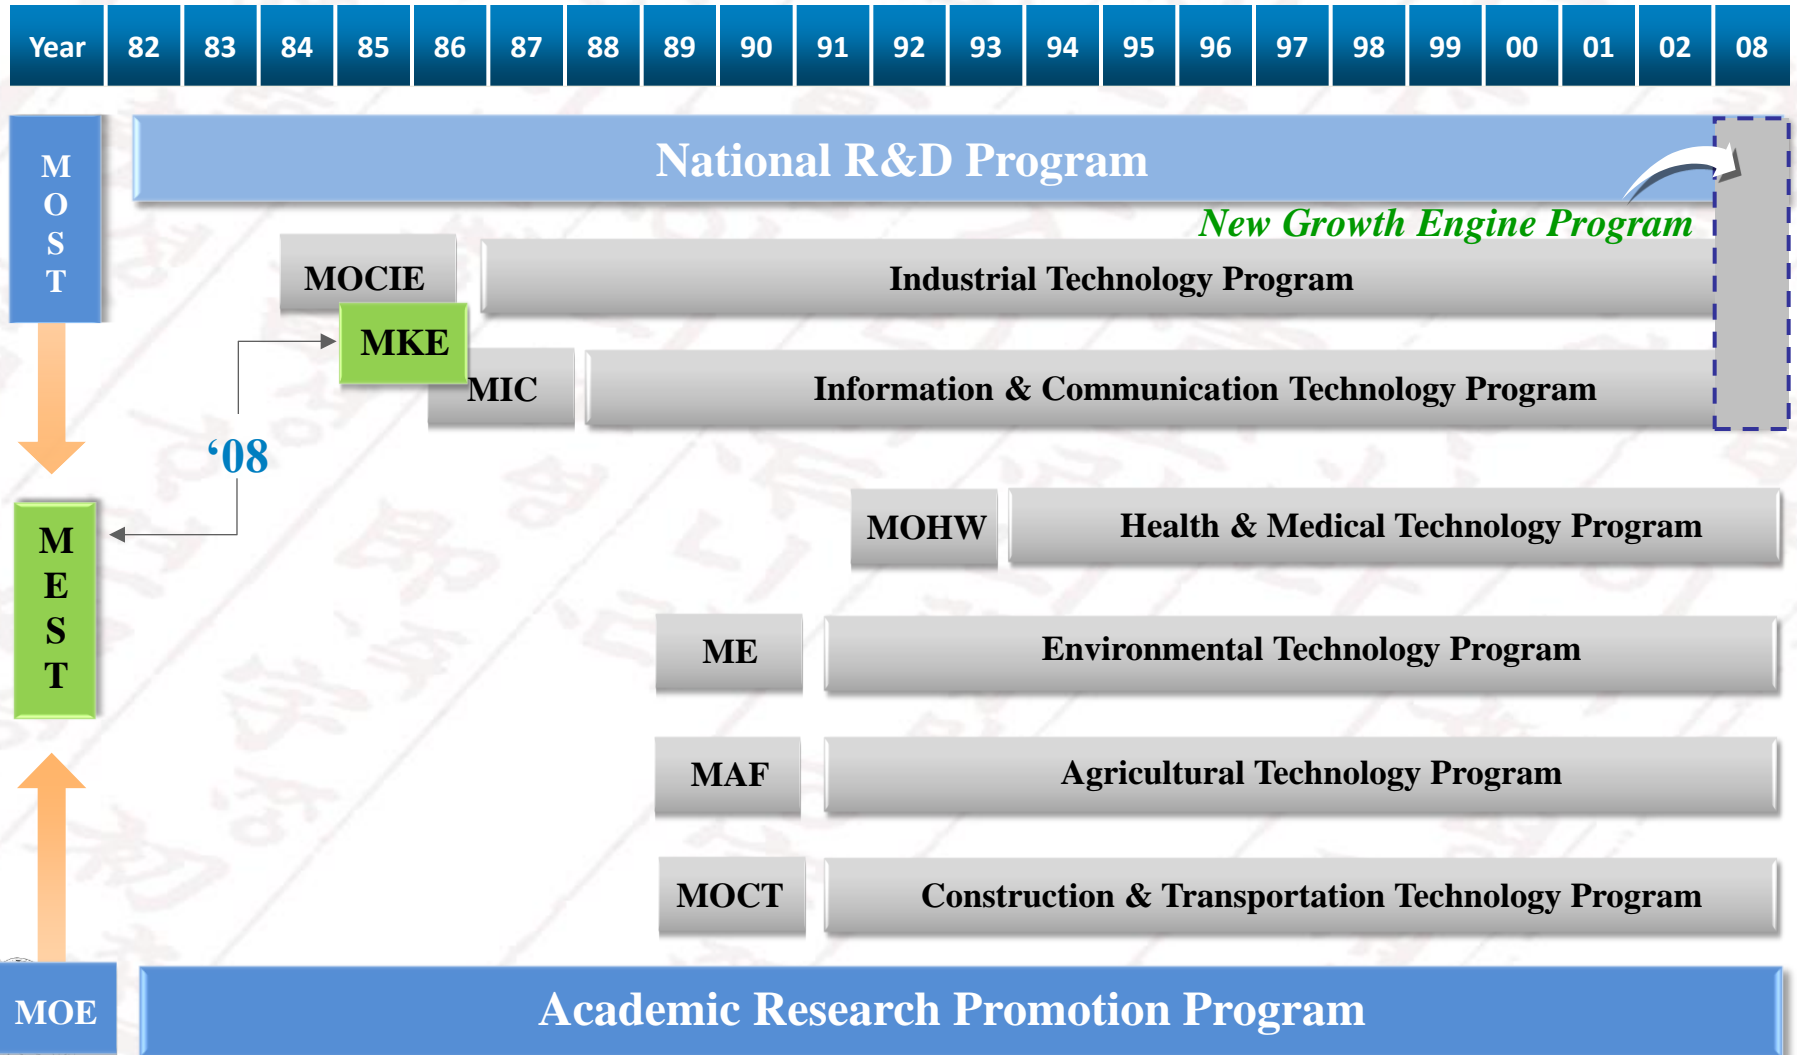 Year 82 83 84 85 86 87 88 89 90 91 92 93 94 95 96 97 98 99 00 01 02 08
MOST
National R&D Program
New Growth Engine Program
MOCIE
Industrial Technology Program
MKE
MIC
Information & Communication Technology Program
‘08
MEST
MOHW
Health & Medical Technology Program
ME
Environmental Technology Program
MAF
Agricultural Technology Program
MOCT
Construction & Transportation Technology Program
MOE
Academic Research Promotion Program